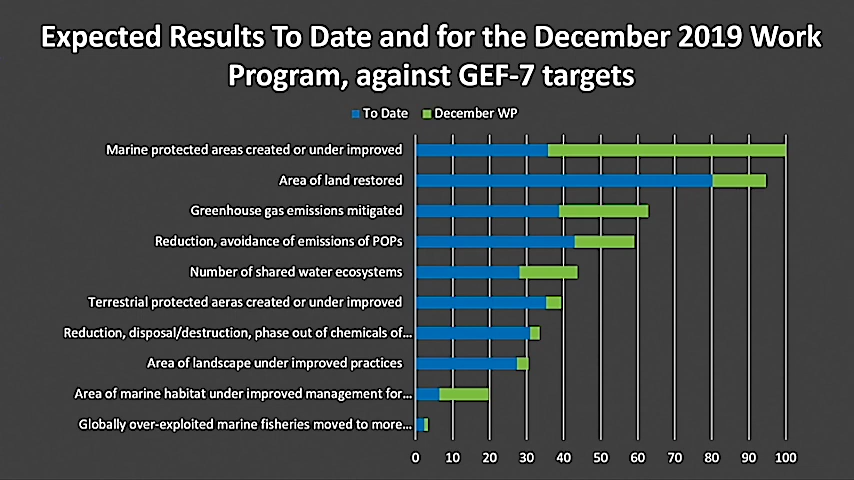 Expected Results To Date and for the December 2019 Work
Program, against GEF-7 targets
To Date December WP
Marine protected areas created or under improved
Area of land restored
Greenhouse gas emissions mitigated
Reduction, avoidance of emissions of POPs
Number of shared water ecosystems
Terrestrial protected aeras created or under improved
Reduction, disposal/destruction, phase out of chemicals of...
Area of landscape under improved practices
Area of marine habitat under improved management for...
Globally over-exploited marine fisheries moved to more...
0 10 20 30 40 50 60 70 80 90 100